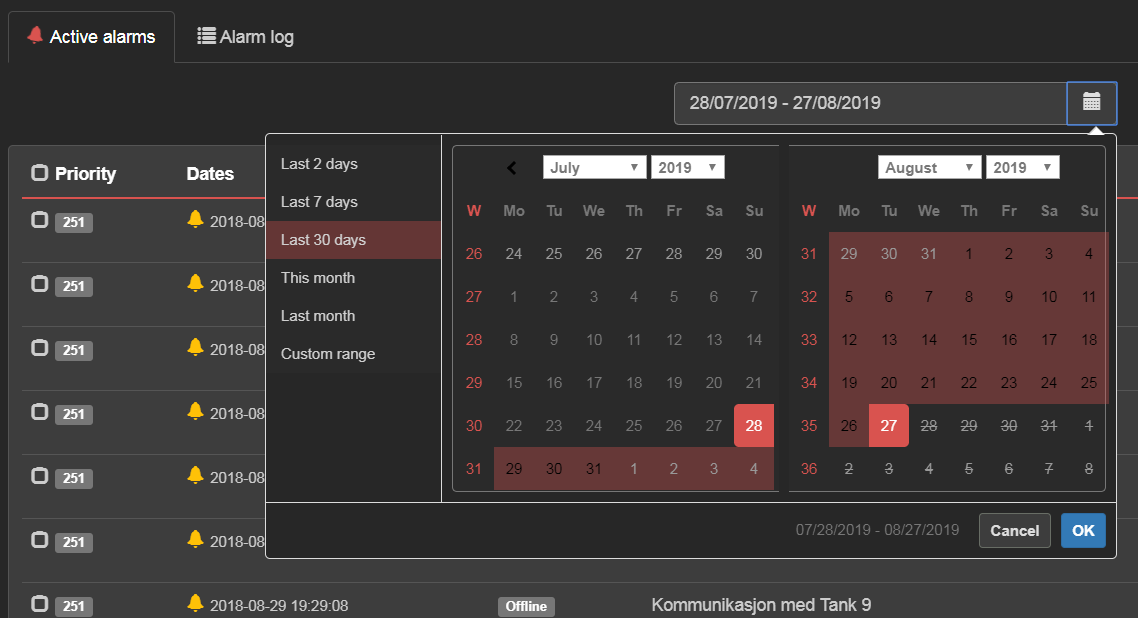 Active alarms Alarm log
28/07/2019 - 27/08/2019
Priority Dates
251 2018-08
251 2018-08
251 2018-08
251 2018-08
251 2018-08
251 2018-08
251 2018-08-29 19:29:08 Offline Kommunikasjon med Tank 9
Last 2 days
Last 7 days
Last 30 days
This month
Last month
Custom range
July 2019
W Mo Tu We Th Fr Sa Su
26 24 25 26 27 28 29 30
27 1 2 3 4 5 6 7
28 8 9 10 11 12 13 14
29 15 16 17 18 19 20 21
30 22 23 24 25 26 27 28
31 29 30 31 1 2 3 4
August 2019
W Mo Tu We Th Fr Sa Su
31 29 30 31 1 2 3 4
32 5 6 7 8 9 10 11
33 12 13 14 15 16 17 18
34 19 20 21 22 23 24 25
35 26 27 28 29 30 31 1
36 2 3 4 5 6 7 8
07/28/2019 - 08/27/2019 Cancel OK